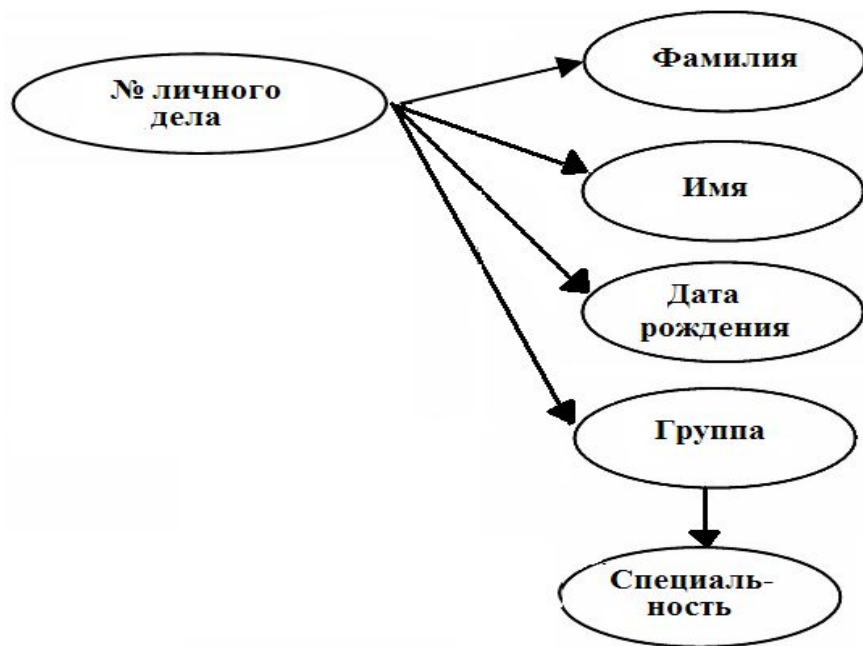 № личного
дела
Фамилия
Имя
Дата
рождения
Группа
Специаль-
ность